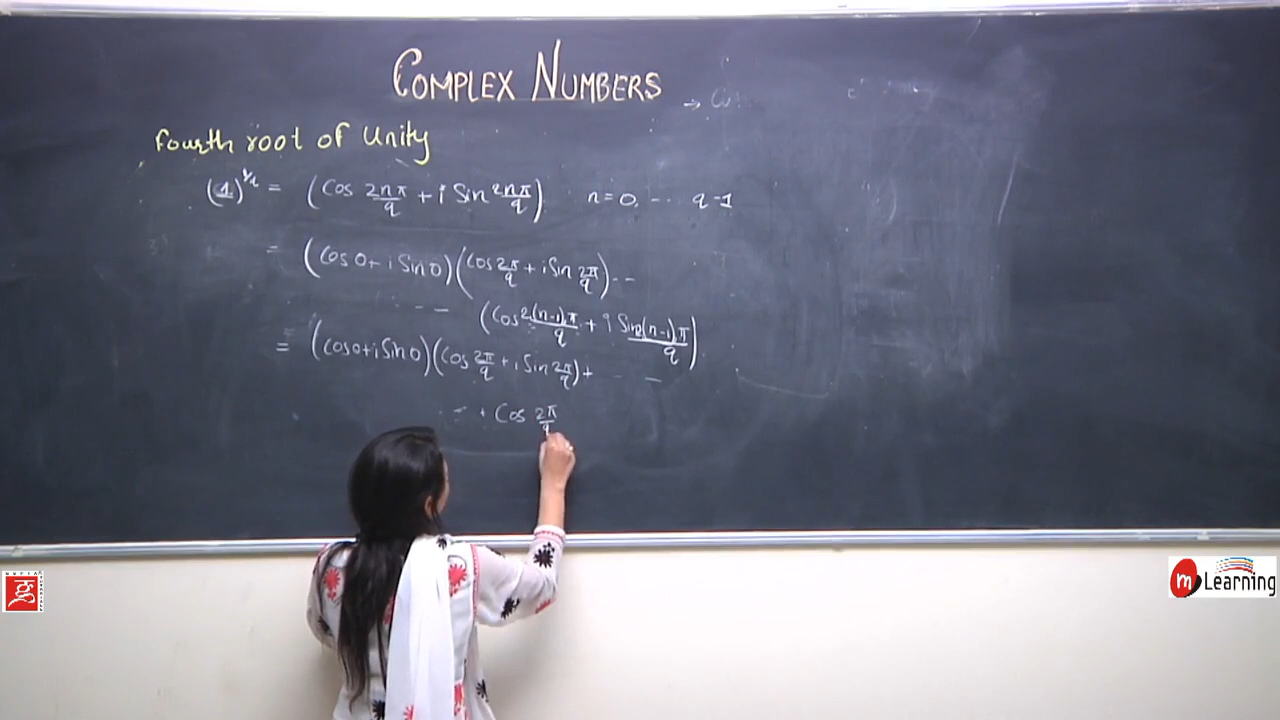 COMPLEX NUMBERS
Fourth root of Unity
(1)^1/q = (Cos 2nπ/q + i Sin 2nπ/q) n=0, --- q-1
= (Cos 0+ i Sin 0)(Cos 2π/q + i Sin 2π/q) ---
--- (Cos 2(n-1)π/q + i Sin 2(n-1)π/q)
= (Cos 0+i Sin 0)(Cos 2π/q + i Sin 2π/q) + --
+ Cos 2π/q
m Learning